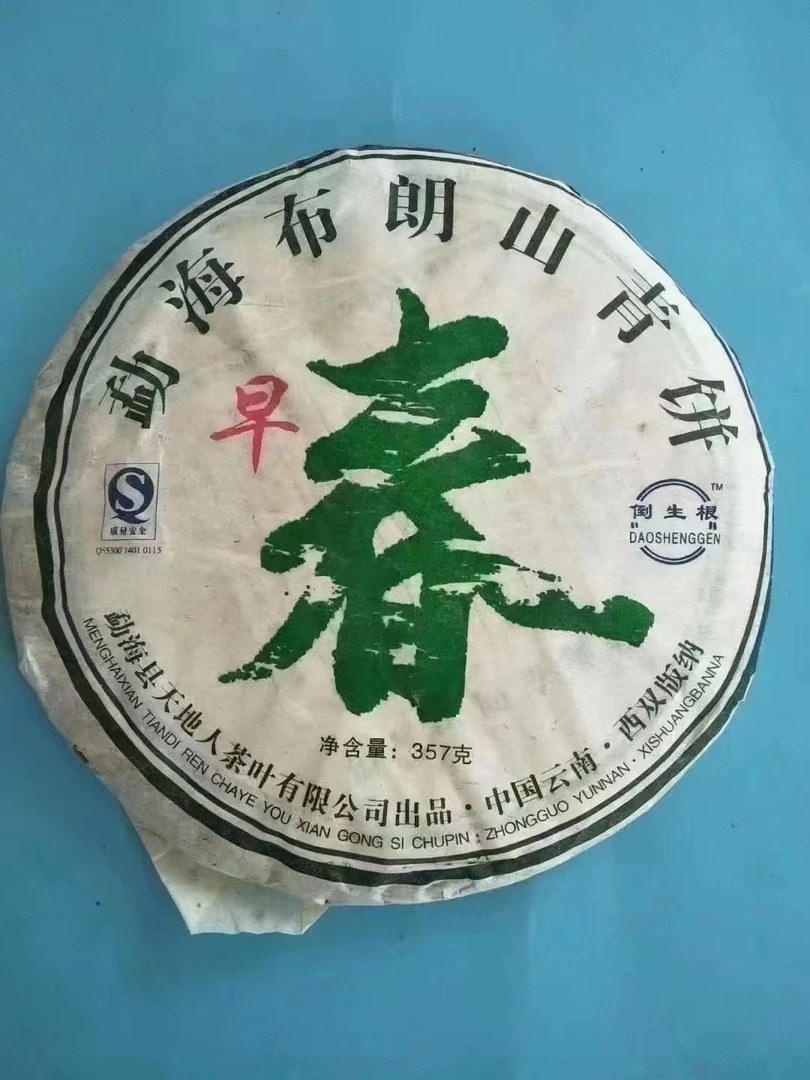 勐海布朗山青饼
早
春
质量安全
QS5300 1401 0115
倒生根
TM
"DAOSHENGGEN"
净含量：357克
勐海县天地人茶叶有限公司出品·中国云南·西双版纳
MENGHAIXIAN TIANDI REN CHAYE YOU XIAN GONG SI CHUPIN : ZHONGGUO YUNNAN · XISHUANGBANNA